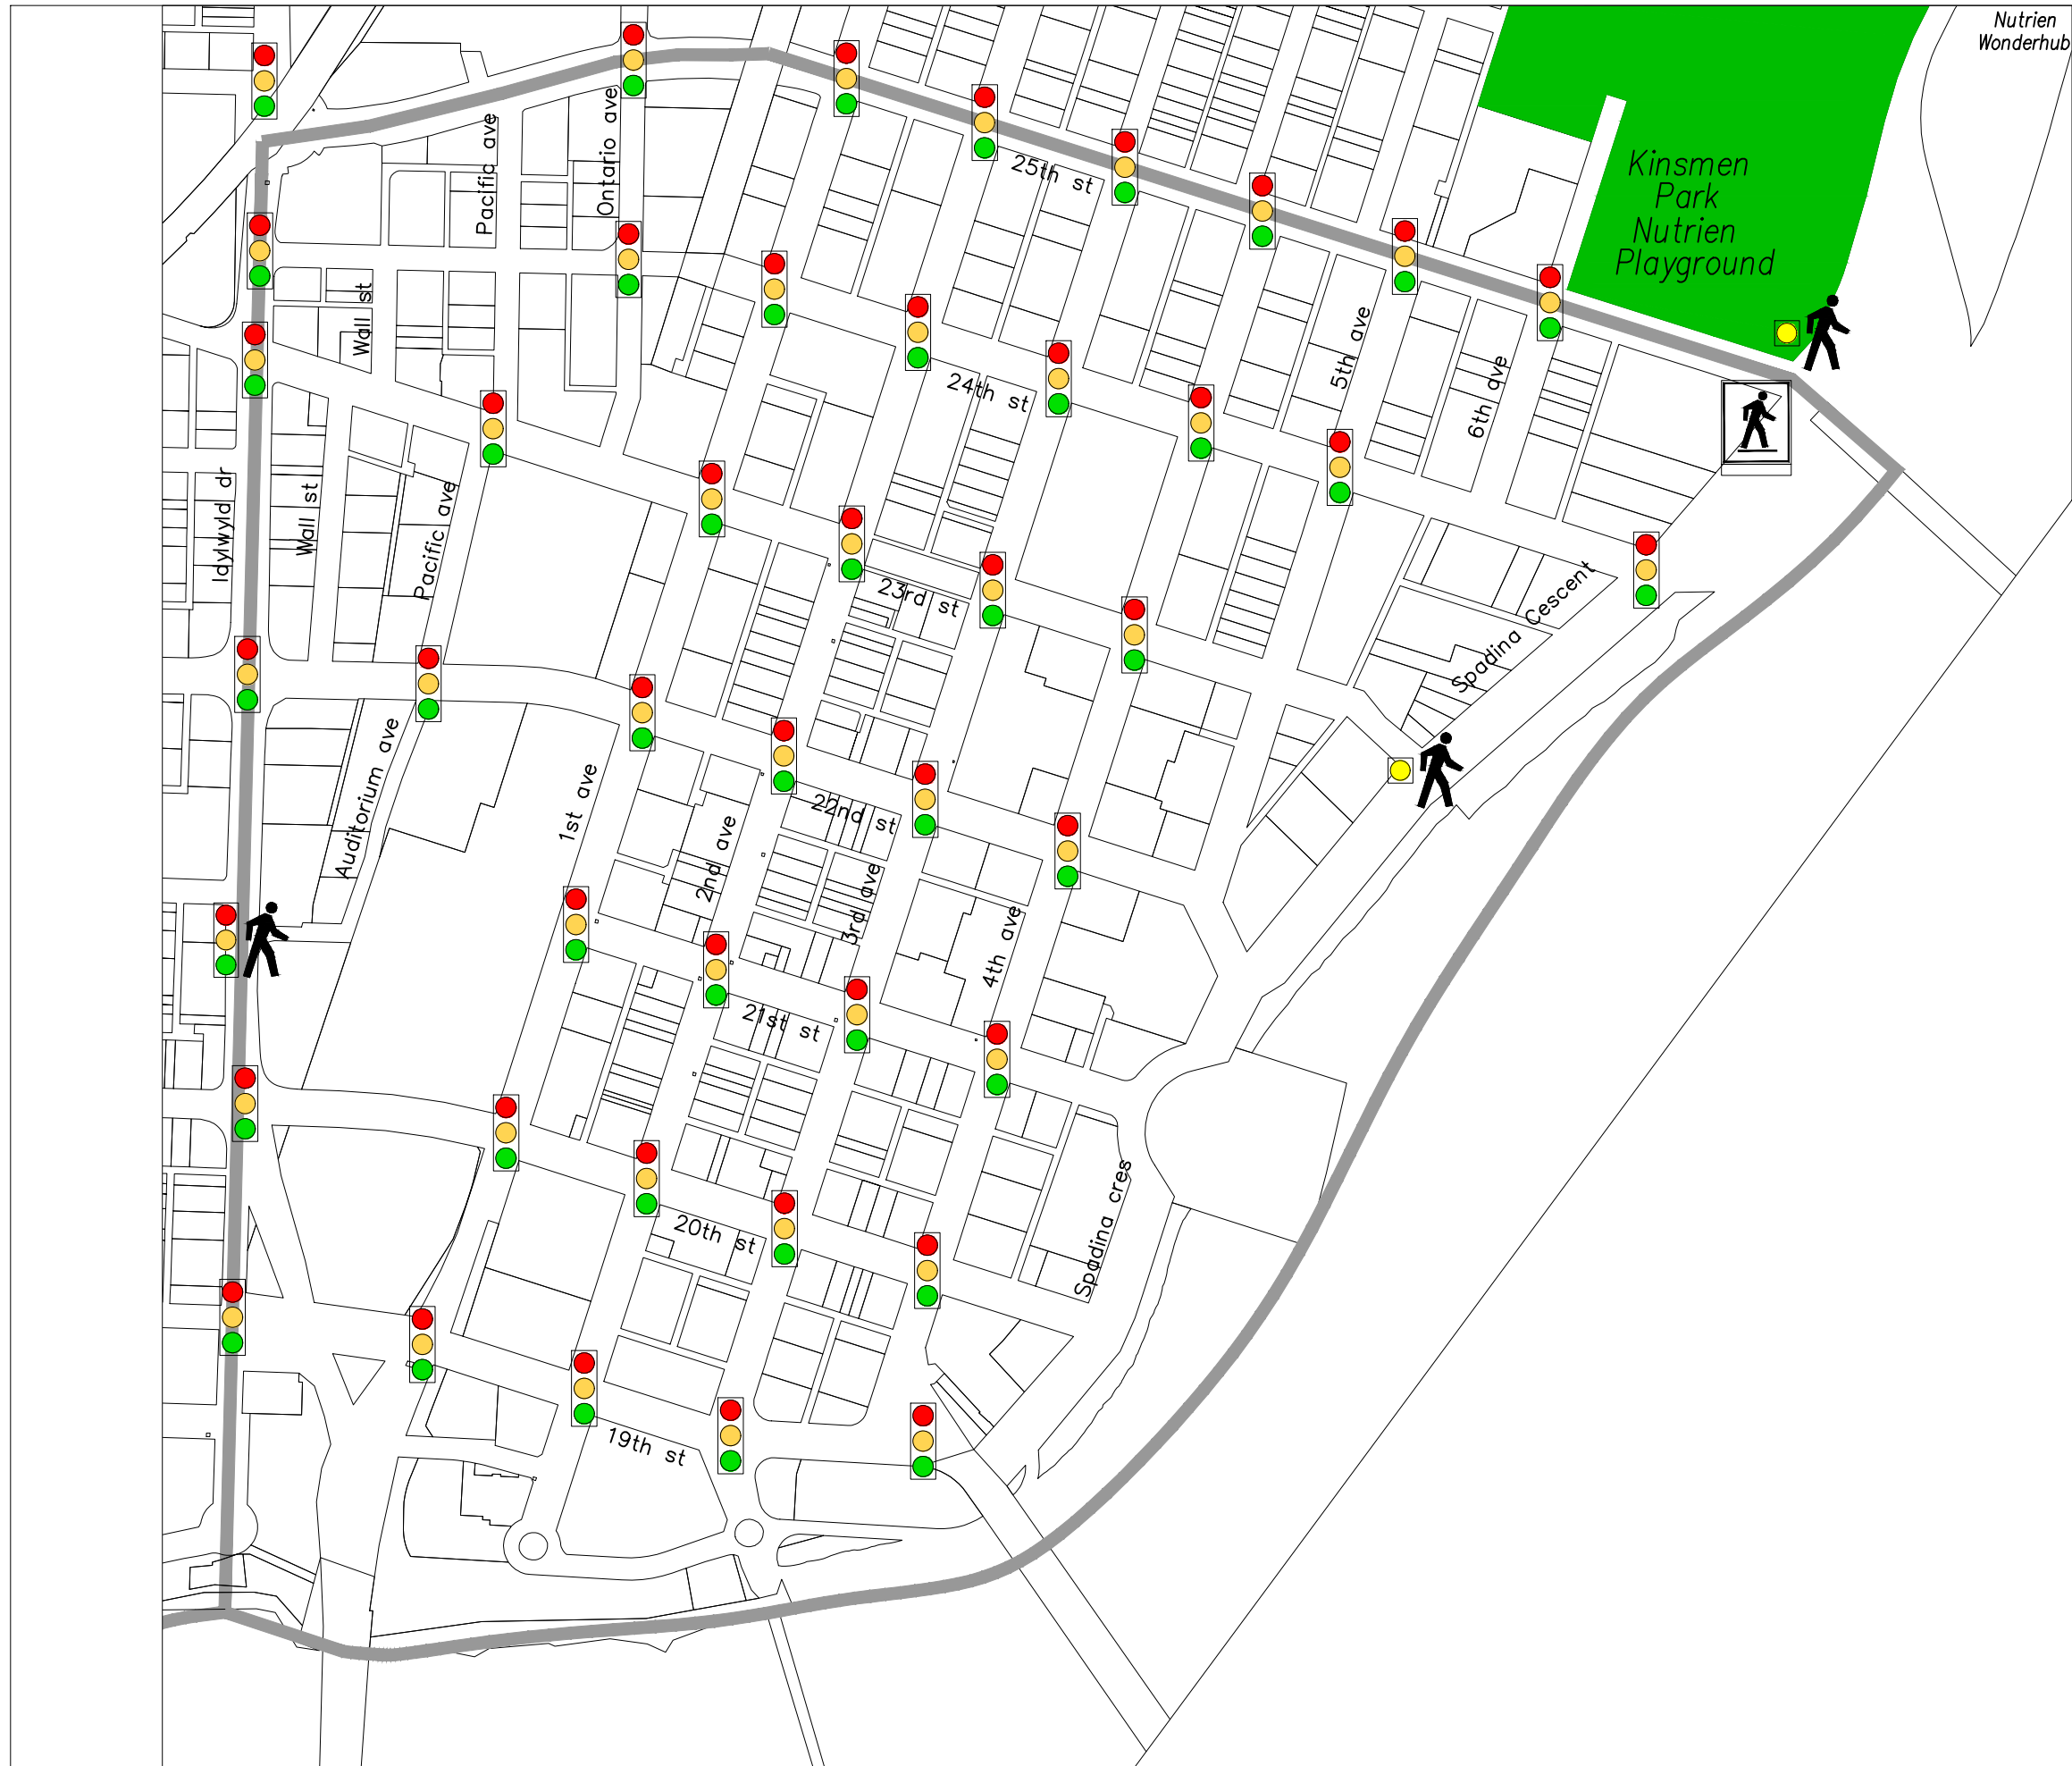 Nutrien
Wonderhub
Kinsmen
Park
Nutrien
Playground
25th st
Pacific ave
Ontario ave
Wall st
24th st
5th ave
6th ave
Idylwyld dr
Wall st
Pacific ave
23rd st
Spadina Cescent
Auditorium ave
1st ave
22nd st
2nd ave
3rd ave
4th ave
21st st
20th st
Spadina cres
19th st